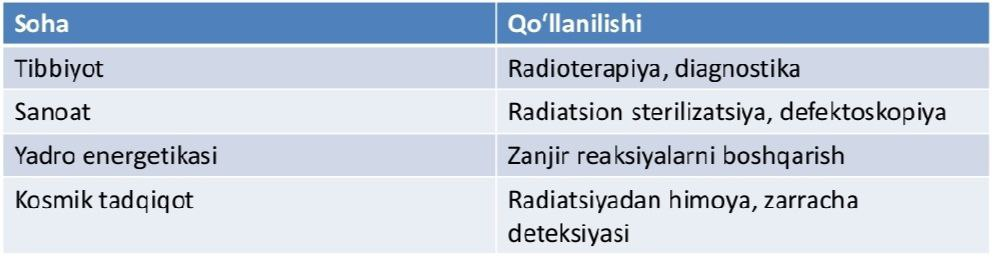 Soha Qo‘llanilishi
Tibbiyot Radioterapiya, diagnostika
Sanoat Radiatsion sterilizatsiya, defektoskopiya
Yadro energetikasi Zanjir reaksiyalarni boshqarish
Kosmik tadqiqot Radiatsiyadan himoya, zarracha
deteksiyasi